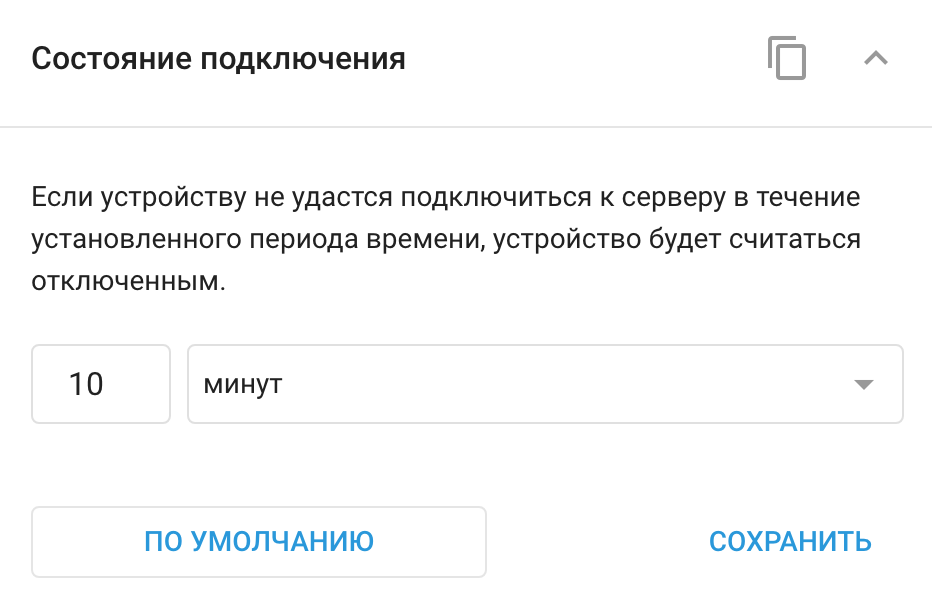 Состояние подключения
Если устройству не удастся подключиться к серверу в течение
установленного периода времени, устройство будет считаться
отключенным.
10 минут
ПО УМОЛЧАНИЮ СОХРАНИТЬ